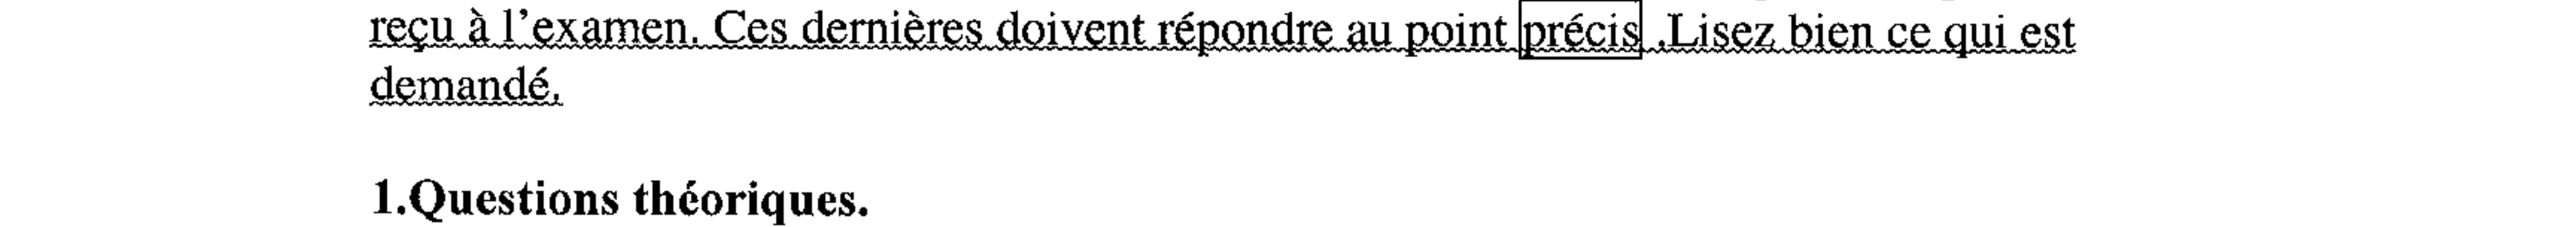 reçu à l'examen. Ces dernières doivent répondre au point précis .Lisez bien ce qui est
demandé.
1.Questions théoriques.